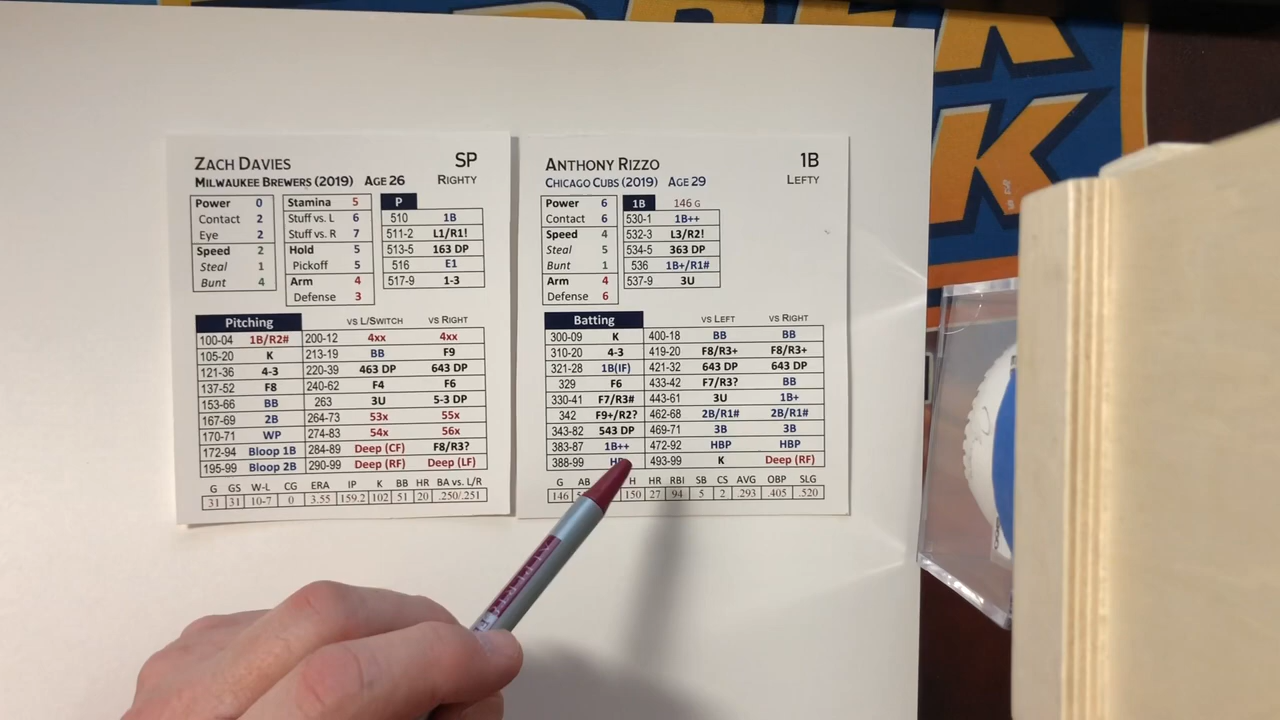 ZACH DAVIES SP
MILWAUKEE BREWERS (2019) AGE 26 RIGHTY
Power 0
Contact 2
Eye 2
Speed 2
Steal 1
Bunt 4
Stamina 5
Stuff vs. L 6
Stuff vs. R 7
Hold 5
Pickoff 5
Arm 4
Defense 3
P
510 1B
511-2 L1/R1!
513-5 163 DP
516 E1
517-9 1-3
Pitching VS L/SWITCH VS RIGHT
100-04 1B/R2# 200-12 4xx 4xx
105-20 K 213-19 BB F9
121-36 4-3 220-39 463 DP 643 DP
137-52 F8 240-62 F4 F6
153-66 BB 263 3U 5-3 DP
167-69 2B 264-73 53x 55x
170-71 WP 274-83 54x 56x
172-94 Bloop 1B 284-89 Deep (CF) F8/R3?
195-99 Bloop 2B 290-99 Deep (RF) Deep (LF)
G GS W-L CG ERA IP K BB HR BA vs. L/R
31 31 10-7 0 3.55 159.2 102 51 20 .250/.251
ANTHONY RIZZO 1B
CHICAGO CUBS (2019) AGE 29 LEFTY
Power 6
Contact 6
Speed 4
Steal 5
Bunt 1
Arm 4
Defense 6
1B 146 G
530-1 1B++
532-3 L3/R2!
534-5 363 DP
536 1B+/R1#
537-9 3U
Batting VS LEFT VS RIGHT
300-09 K 400-18 BB BB
310-20 4-3 419-20 F8/R3+ F8/R3+
321-28 1B(IF) 421-32 643 DP 643 DP
329 F6 433-42 F7/R3? BB
330-41 F7/R3# 443-61 3U 1B+
342 F9+/R2? 462-68 2B/R1# 2B/R1#
343-82 543 DP 469-71 3B 3B
383-87 1B++ 472-92 HBP HBP
388-99 493-99 K Deep (RF)
G AB H HR RBI SB CS AVG OBP SLG
146 150 27 94 5 2 .293 .405 .520